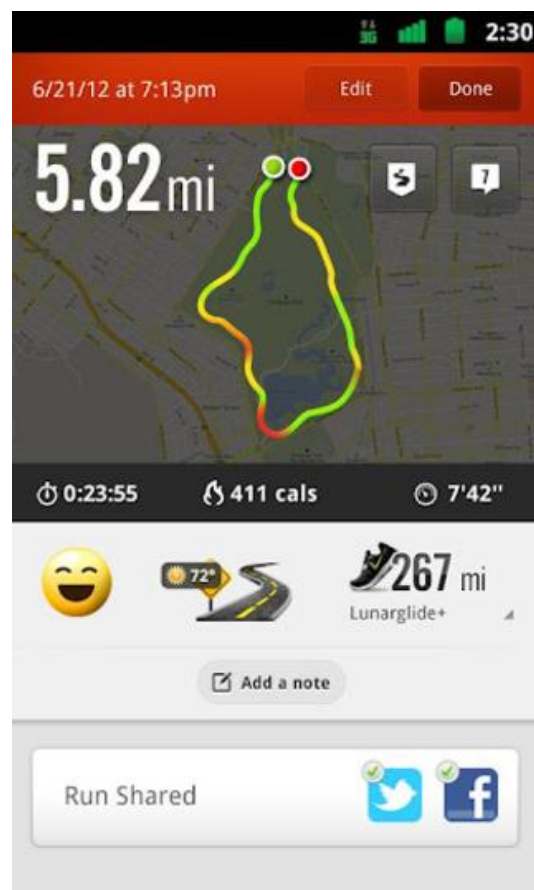 3G 2:30
6/21/12 at 7:13pm Edit Done
5.82mi
7
0:23:55 411 cals 7'42"
72° 267 mi
Lunarglide+
Add a note
Run Shared